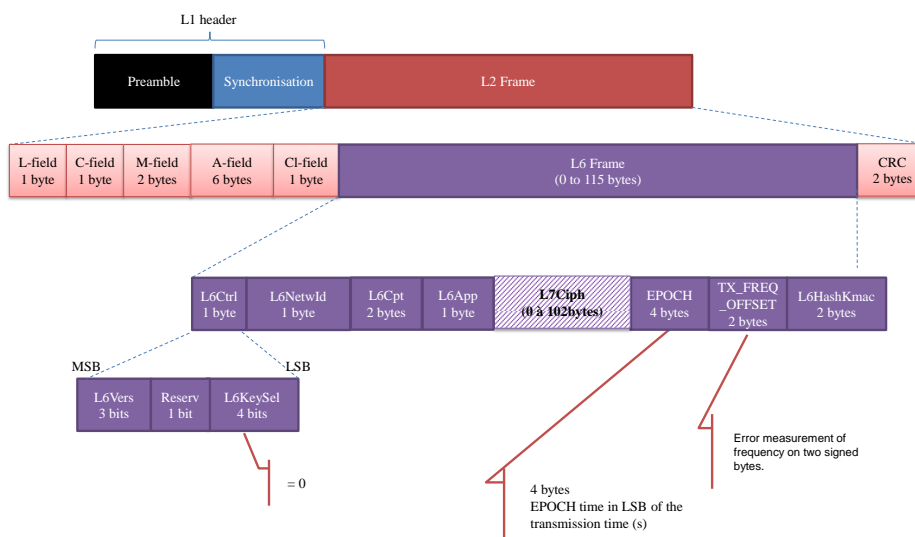 L1 header
Preamble
Synchronisation
L2 Frame
L-field
1 byte
C-field
1 byte
M-field
2 bytes
A-field
6 bytes
Cl-field
1 byte
L6 Frame
(0 to 115 bytes)
CRC
2 bytes
L6Ctrl
1 byte
L6NetwId
1 byte
L6Cpt
2 bytes
L6App
1 byte
L7Ciph
(0 à 102bytes)
EPOCH
4 bytes
TX_FREQ
_OFFSET
2 bytes
L6HashKmac
2 bytes
MSB
LSB
L6Vers
3 bits
Reserv
1 bit
L6KeySel
4 bits
= 0
4 bytes
EPOCH time in LSB of the
transmission time (s)
Error measurement of
frequency on two signed
bytes.